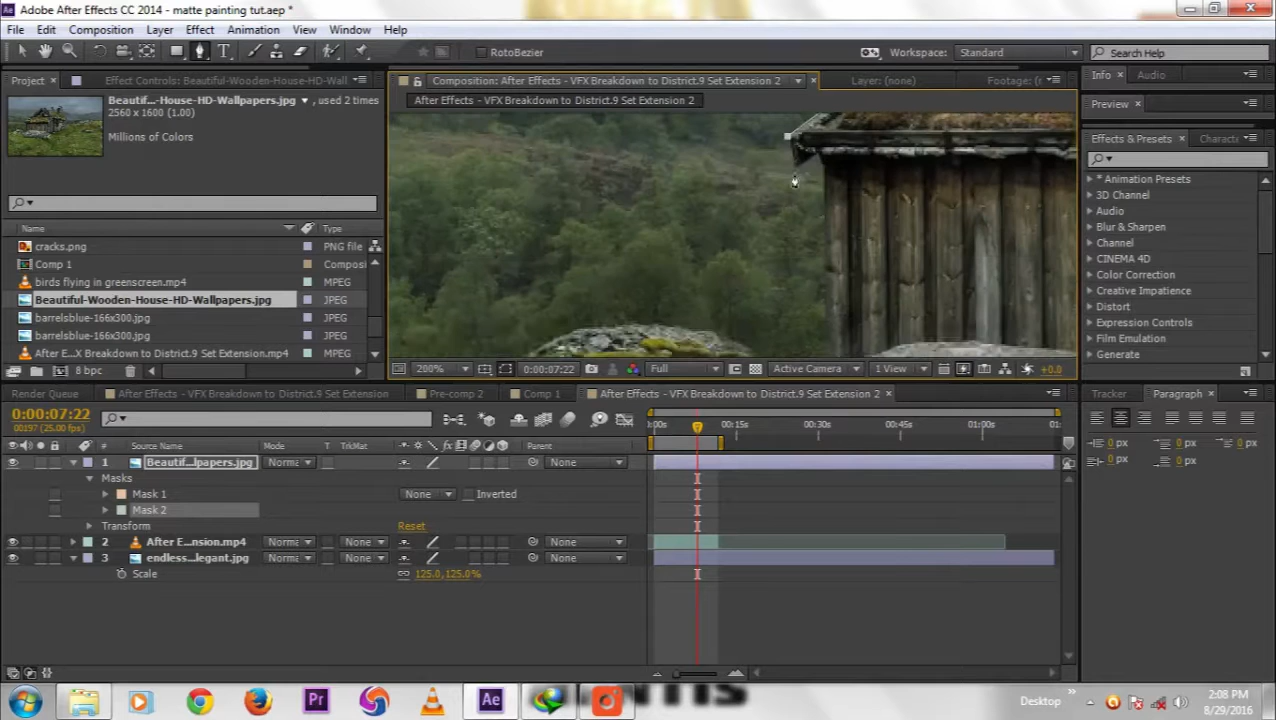 Adobe After Effects CC 2014 - matte painting tut.aep *
File Edit Composition Layer Effect Animation View Window Help
RotoBezier
Workspace: Standard
Search Help
Project
Effect Controls: Beautiful-Wooden-House-HD-Wall
Composition: After Effects - VFX Breakdown to District.9 Set Extension 2
Layer: (none)
Footage: (
Info Audio
After Effects - VFX Breakdown to District.9 Set Extension 2
Beautif...-House-HD-Wallpapers.jpg , used 2 times
2560 x 1600 (1.00)
Millions of Colors
Preview
Effects & Presets Characte
* Animation Presets
3D Channel
Audio
Blur & Sharpen
Channel
CINEMA 4D
Color Correction
Creative Impatience
Distort
Expression Controls
Film Emulation
Generate
Name Type
cracks.png PNG file
Comp 1 Composi
birds flying in greenscreen.mp4 MPEG
Beautiful-Wooden-House-HD-Wallpapers.jpg JPEG
barrelsblue-166x300.jpg JPEG
barrelsblue-166x300.jpg JPEG
After E...X Breakdown to District.9 Set Extension.mp4 MPEG
8 bpc
200% 0:00:07:22 Full Active Camera 1 View +0.0
Render Queue After Effects - VFX Breakdown to District.9 Set Extension Pre-comp 2 Comp 1 After Effects - VFX Breakdown to District.9 Set Extension 2
Tracker Paragraph
0:00:07:22
00197 (25.00 fps)
:00s 00:15s 00:30s 00:45s 01:00s 01:
# Source Name Mode T TrkMat Parent
0 px 0 px 0 px
0 px 0 px
1 Beautif...lpapers.jpg Norma None
Masks
Mask 1 None Inverted
Mask 2
Transform Reset
2 After E...nsion.mp4 Norma None None
3 endless...legant.jpg Norma None None
Scale 125.0,125.0%
Pr Ae
Desktop
2:08 PM
8/29/2016